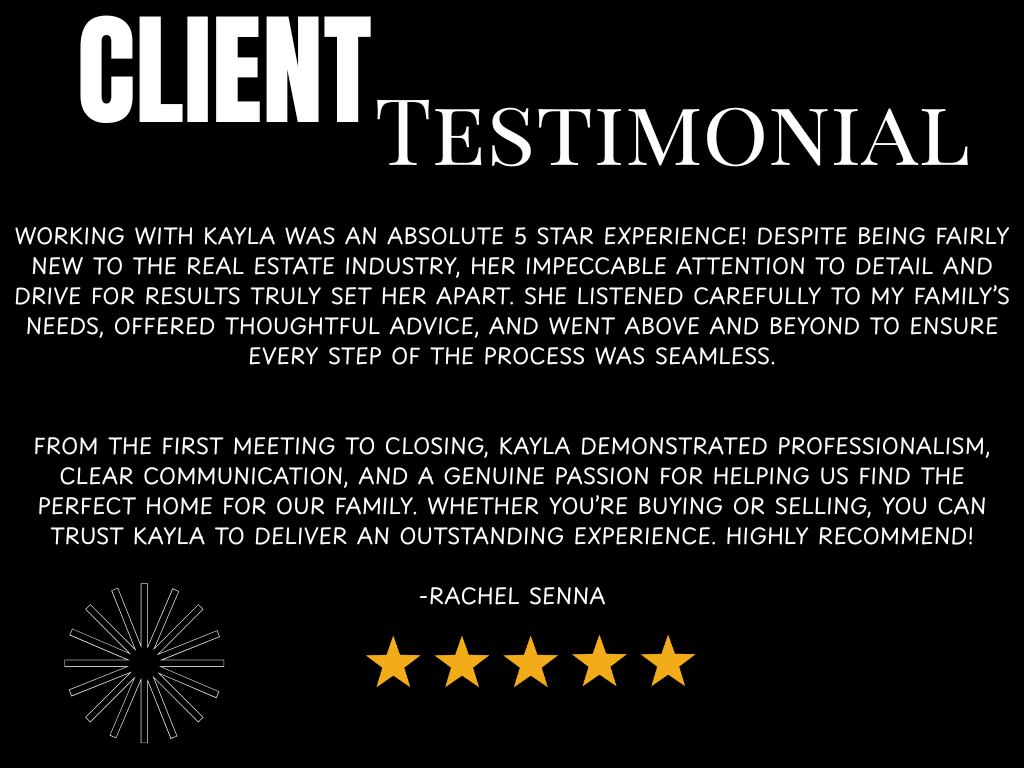 CLIENT
TESTIMONIAL
WORKING WITH KAYLA WAS AN ABSOLUTE 5 STAR EXPERIENCE! DESPITE BEING FAIRLY
NEW TO THE REAL ESTATE INDUSTRY, HER IMPECCABLE ATTENTION TO DETAIL AND
DRIVE FOR RESULTS TRULY SET HER APART. SHE LISTENED CAREFULLY TO MY FAMILY’S
NEEDS, OFFERED THOUGHTFUL ADVICE, AND WENT ABOVE AND BEYOND TO ENSURE
EVERY STEP OF THE PROCESS WAS SEAMLESS.
FROM THE FIRST MEETING TO CLOSING, KAYLA DEMONSTRATED PROFESSIONALISM,
CLEAR COMMUNICATION, AND A GENUINE PASSION FOR HELPING US FIND THE
PERFECT HOME FOR OUR FAMILY. WHETHER YOU’RE BUYING OR SELLING, YOU CAN
TRUST KAYLA TO DELIVER AN OUTSTANDING EXPERIENCE. HIGHLY RECOMMEND!
-RACHEL SENNA